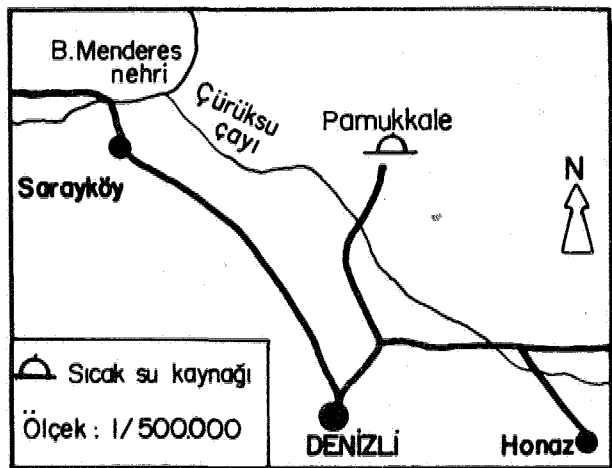 B. Menderes
nehri
Çürüksu
çayı
Pamukkale
Sarayköy
N
Sıcak su kaynağı
Ölçek : 1/500.000
DENİZLİ
Honaz